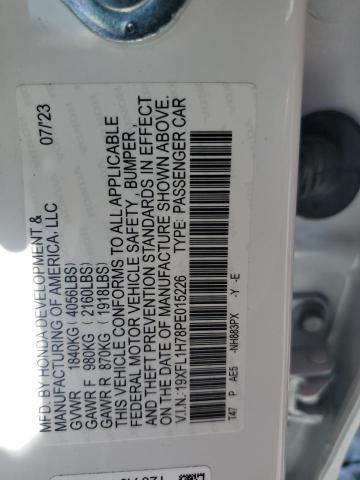 MFD. BY HONDA DEVELOPMENT & 07/23
MANUFACTURING OF AMERICA, LLC
GVWR 1840KG ( 4056LBS)
GAWR F 980KG ( 2160LBS)
GAWR R 870KG ( 1918LBS)
THIS VEHICLE CONFORMS TO ALL APPLICABLE
FEDERAL MOTOR VEHICLE SAFETY , BUMPER ,
AND THEFT PREVENTION STANDARDS IN EFFECT
ON THE DATE OF MANUFACTURE SHOWN ABOVE.
V.I.N.:19XFL1H78PE015226 TYPE: PASSENGER CAR
T47 P AE5 -NH883PX -Y -E